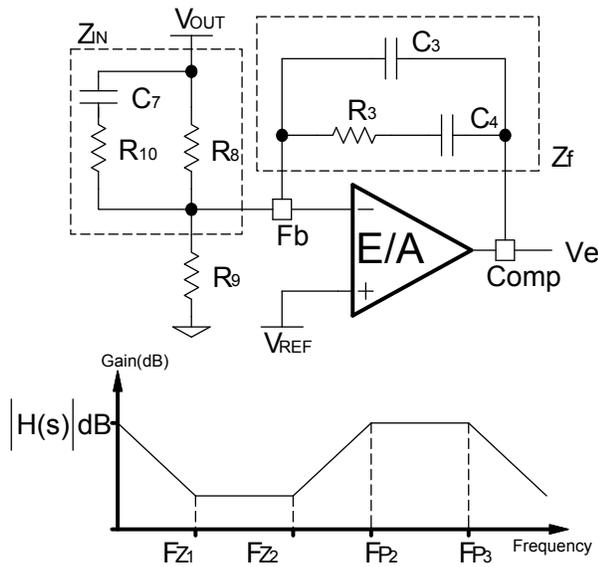 VOUT
ZIN
C7
R10
R8
R9
C3
R3
C4
Zf
Fb
−
E/A
+
Ve
Comp
VREF
Gain(dB)
|H(s)|dB
FZ1 FZ2 FP2 FP3 Frequency